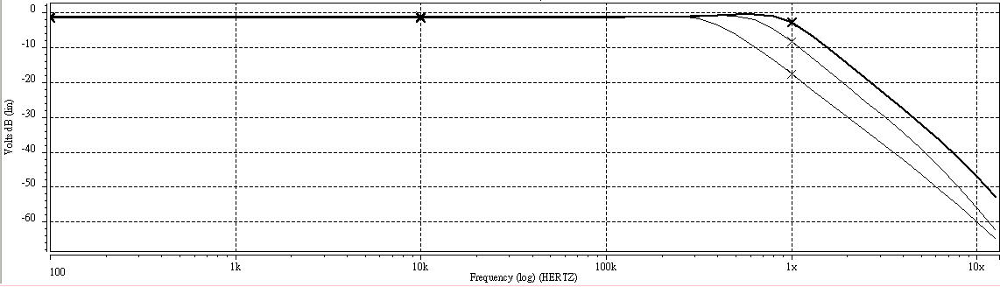 0
-10
-20
-30
-40
-50
-60
Volts dB (lin)
100
1k
10k
100k
1x
10x
Frequency (log) (HERTZ)